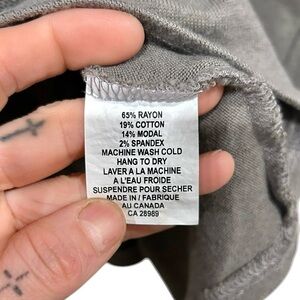 65% RAYON
19% COTTON
14% MODAL
2% SPANDEX
MACHINE WASH COLD
HANG TO DRY
LAVER A LA MACHINE
A L'EAU FROIDE
SUSPENDRE POUR SECHER
MADE IN / FABRIQUE
AU CANADA
CA 28989